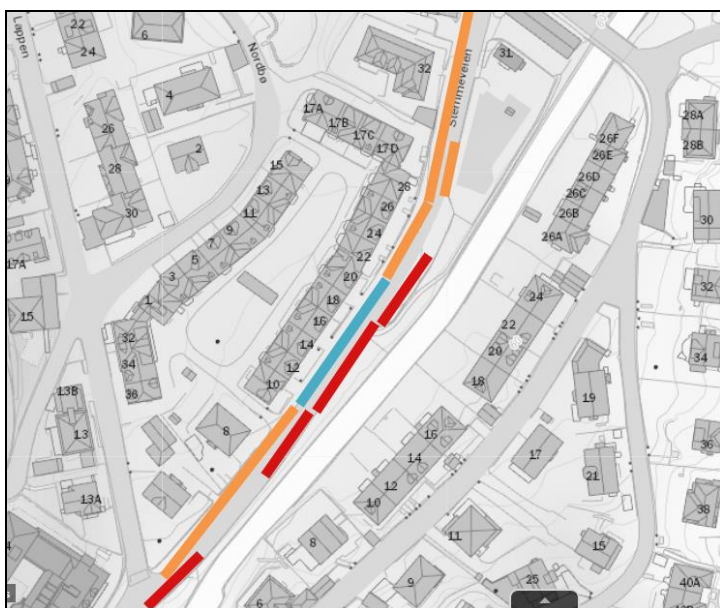 Lappen
22
24
6
Nordbø
32
31
Stemmeveien
4
17A
17B
17C
17D
26
28
2
30
15
13
11
9
7
5
3
1
28
26
24
22
20
18
16
14
12
10
26F
26E
26D
26C
26B
26A
28A
28B
30
32
34
36
38
40A
17A
15
32
34
36
13B
13
13A
8
24
22
20
18
19
16
14
12
10
17
21
8
11
15
9
25
6